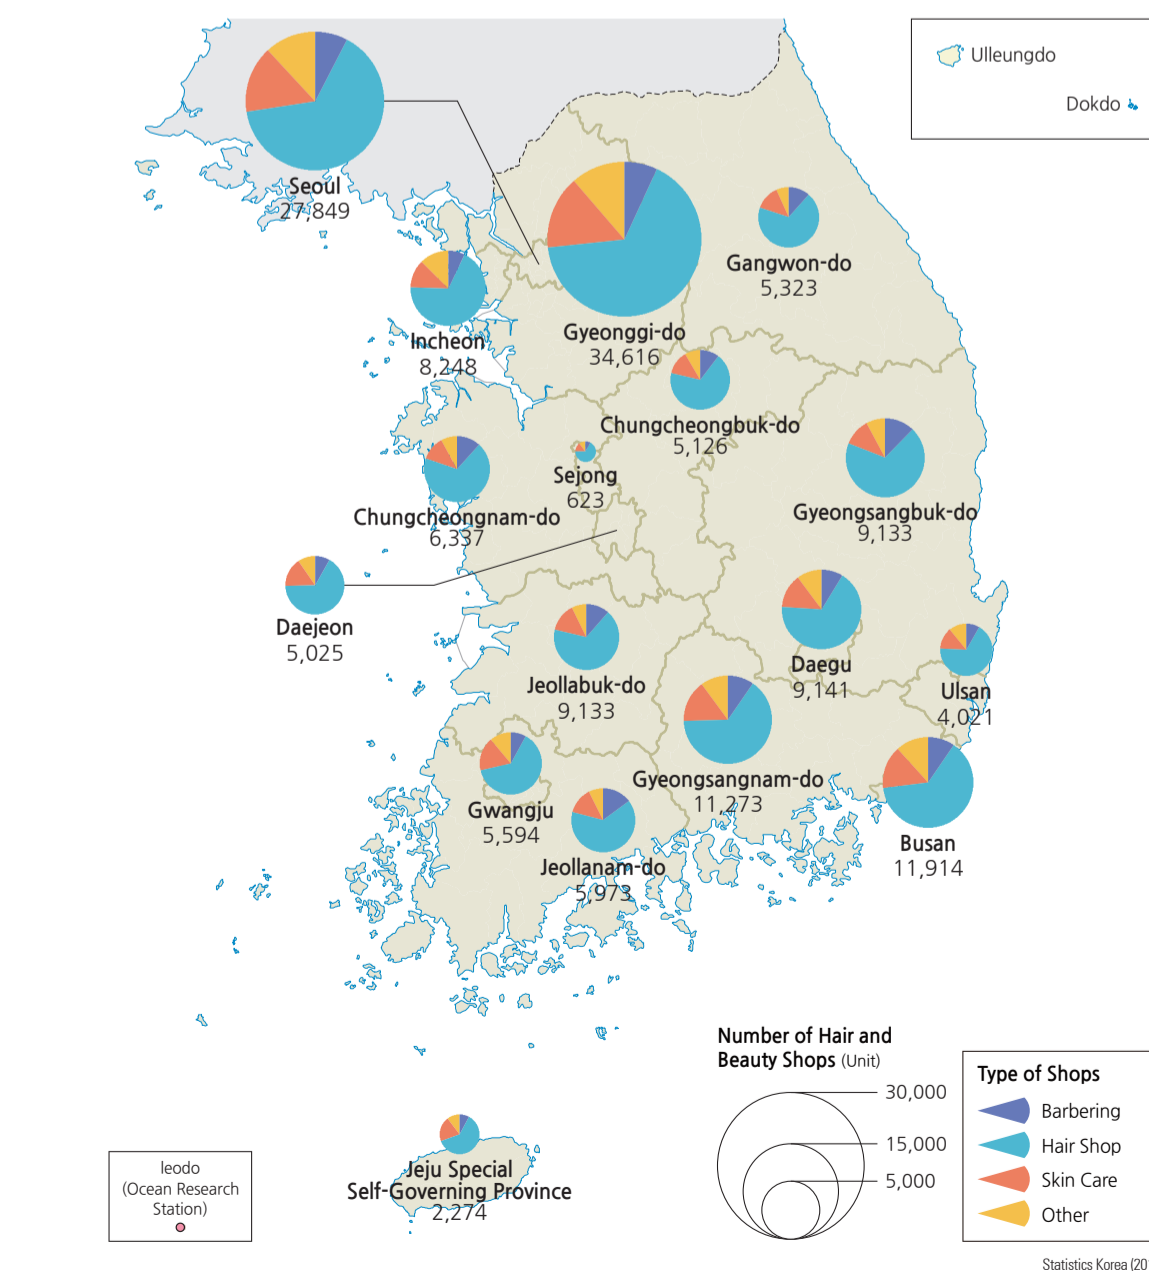 Ulleungdo
Dokdo
Seoul
27,849
Gangwon-do
5,323
Incheon
8,248
Gyeonggi-do
34,616
Chungcheongbuk-do
5,126
Sejong
623
Chungcheongnam-do
6,337
Gyeongsangbuk-do
9,133
Daejeon
5,025
Daegu
9,141
Jeollabuk-do
9,133
Ulsan
4,021
Gyeongsangnam-do
11,273
Gwangju
5,594
Busan
11,914
Jeollanam-do
5,973
Number of Hair and
Beauty Shops (Unit)
30,000
15,000
5,000
Type of Shops
Barbering
Hair Shop
Skin Care
Other
Jeju Special
Self-Governing Province
2,274
Ieodo
(Ocean Research
Station)
Statistics Korea (201